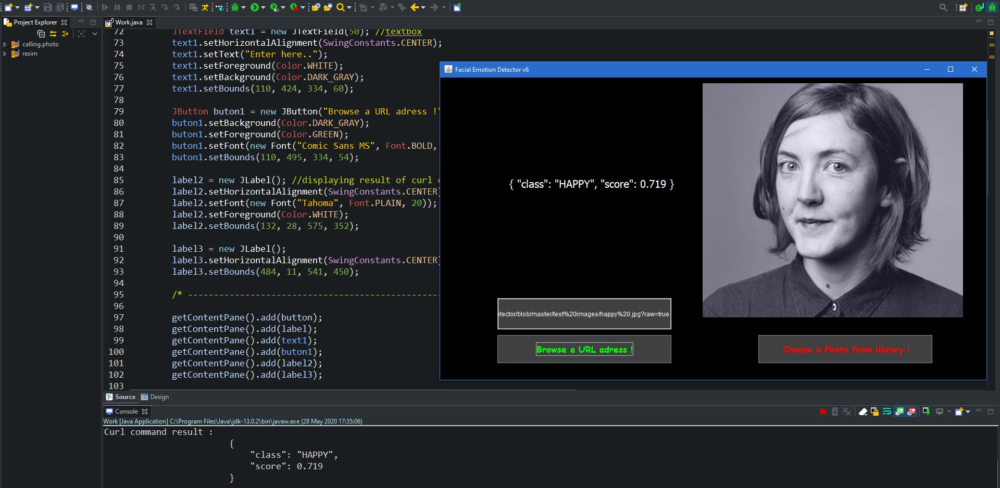 Project Explorer
calling.photo
resim
Work.java
72 JTextField text1 = new JTextField(50); //textbox
73 text1.setHorizontalAlignment(SwingConstants.CENTER);
74 text1.setText("Enter here..");
75 text1.setForeground(Color.WHITE);
76 text1.setBackground(Color.DARK_GRAY);
77 text1.setBounds(110, 424, 334, 60);
78
79 JButton buton1 = new JButton("Browse a URL adress !"
80 buton1.setBackground(Color.DARK_GRAY);
81 buton1.setForeground(Color.GREEN);
82 buton1.setFont(new Font("Comic Sans MS", Font.BOLD,
83 buton1.setBounds(110, 495, 334, 54);
84
85 label2 = new JLabel(); //displaying result of curl
86 label2.setHorizontalAlignment(SwingConstants.CENTER)
87 label2.setFont(new Font("Tahoma", Font.PLAIN, 20));
88 label2.setForeground(Color.WHITE);
89 label2.setBounds(132, 28, 575, 352);
90
91 label3 = new JLabel();
92 label3.setHorizontalAlignment(SwingConstants.CENTER)
93 label3.setBounds(484, 11, 541, 450);
94
95 /* -------------------------------------------------
96
97 getContentPane().add(button);
98 getContentPane().add(label);
99 getContentPane().add(text1);
100 getContentPane().add(buton1);
101 getContentPane().add(label2);
102 getContentPane().add(label3);
103
Facial Emotion Detector v6
{ "class": "HAPPY", "score": 0.719 }
etector/blob/master/test%20images/happy%20.jpg?raw=true
Browse a URL adress !
Choose a Photo from library !
Source
Design
Console
Work [Java Application] C:\Program Files\Java\jdk-13.0.2\bin\javaw.exe (28 May 2020 17:35:06)
Curl command result :
{
"class": "HAPPY",
"score": 0.719
}